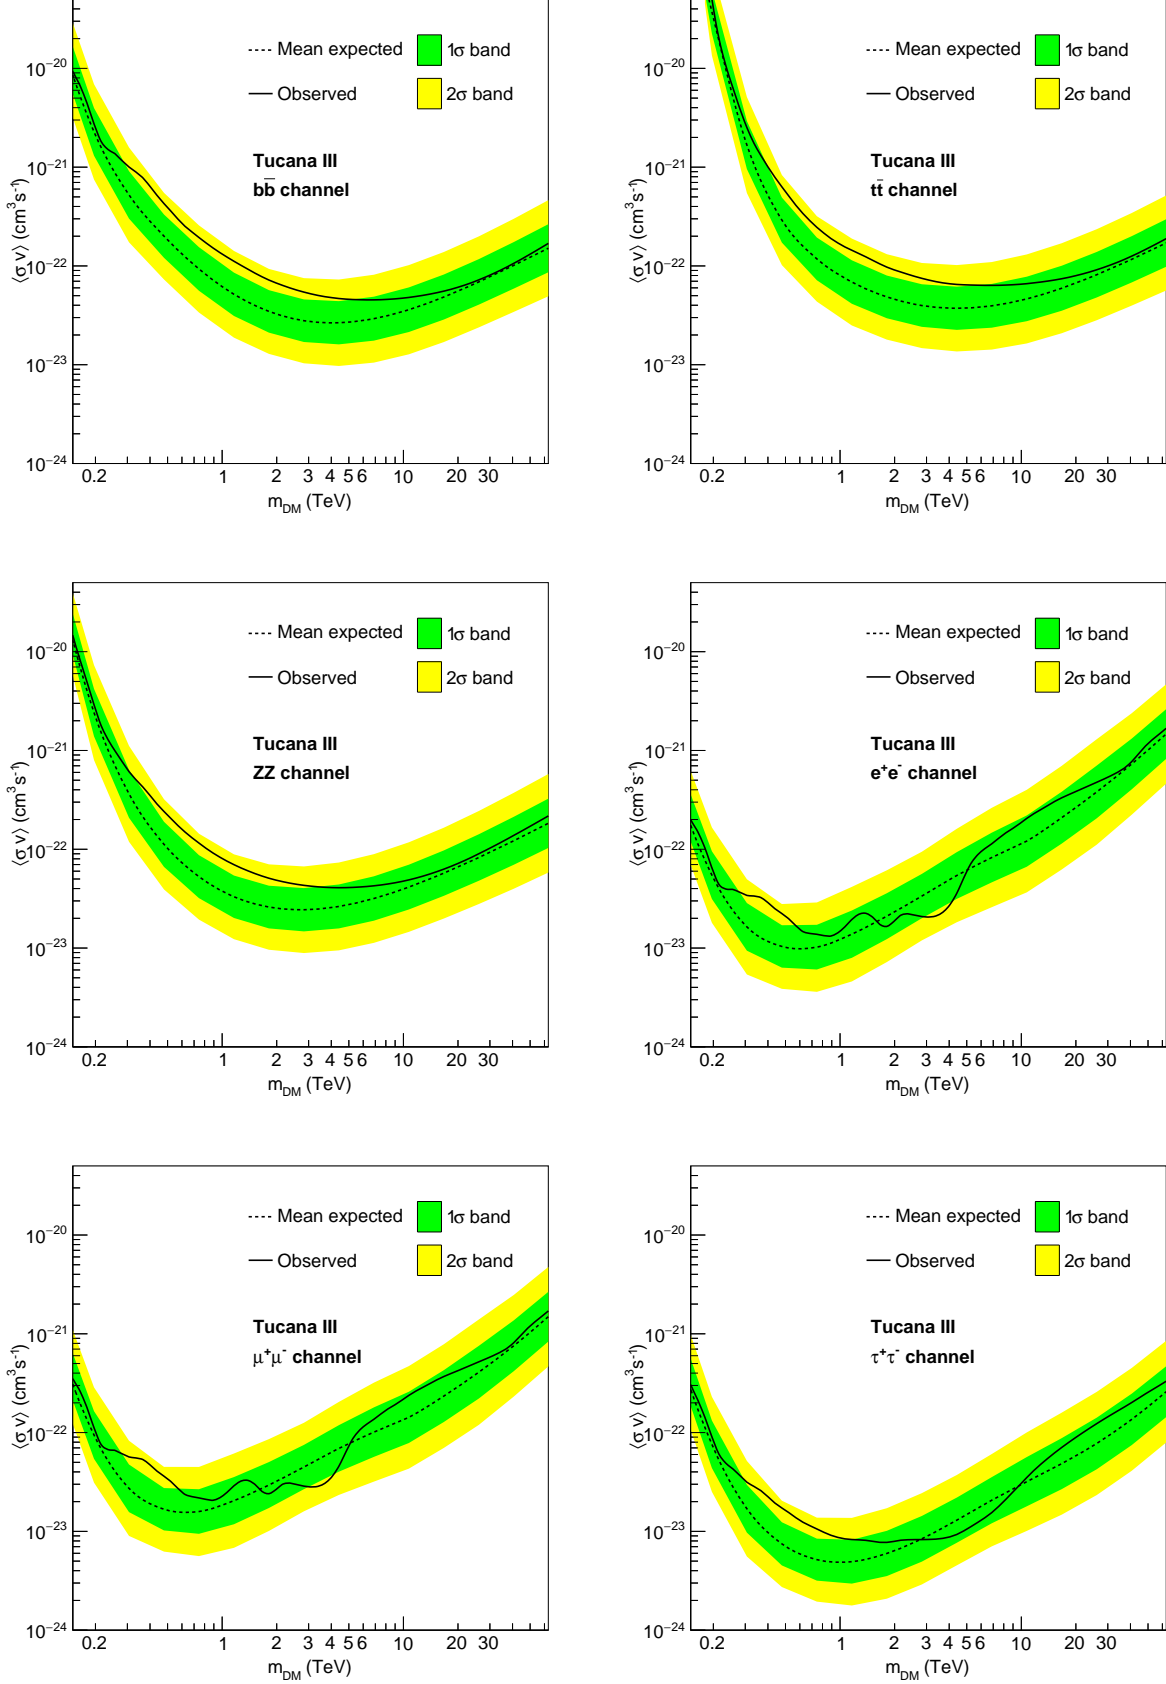 Mean expected 1σ band
Observed 2σ band
Tucana III
bb̅ channel
10⁻²⁰
10⁻²¹
10⁻²²
10⁻²³
10⁻²⁴
⟨σ v⟩ (cm³s⁻¹)
0.2 1 2 3 4 5 6 10 20 30
m_DM (TeV)
Mean expected 1σ band
Observed 2σ band
Tucana III
tt̅ channel
10⁻²⁰
10⁻²¹
10⁻²²
10⁻²³
10⁻²⁴
⟨σ v⟩ (cm³s⁻¹)
0.2 1 2 3 4 5 6 10 20 30
m_DM (TeV)
Mean expected 1σ band
Observed 2σ band
Tucana III
ZZ channel
10⁻²⁰
10⁻²¹
10⁻²²
10⁻²³
10⁻²⁴
⟨σ v⟩ (cm³s⁻¹)
0.2 1 2 3 4 5 6 10 20 30
m_DM (TeV)
Mean expected 1σ band
Observed 2σ band
Tucana III
e⁺e⁻ channel
10⁻²⁰
10⁻²¹
10⁻²²
10⁻²³
10⁻²⁴
⟨σ v⟩ (cm³s⁻¹)
0.2 1 2 3 4 5 6 10 20 30
m_DM (TeV)
Mean expected 1σ band
Observed 2σ band
Tucana III
μ⁺μ⁻ channel
10⁻²⁰
10⁻²¹
10⁻²²
10⁻²³
10⁻²⁴
⟨σ v⟩ (cm³s⁻¹)
0.2 1 2 3 4 5 6 10 20 30
m_DM (TeV)
Mean expected 1σ band
Observed 2σ band
Tucana III
τ⁺τ⁻ channel
10⁻²⁰
10⁻²¹
10⁻²²
10⁻²³
10⁻²⁴
⟨σ v⟩ (cm³s⁻¹)
0.2 1 2 3 4 5 6 10 20 30
m_DM (TeV)